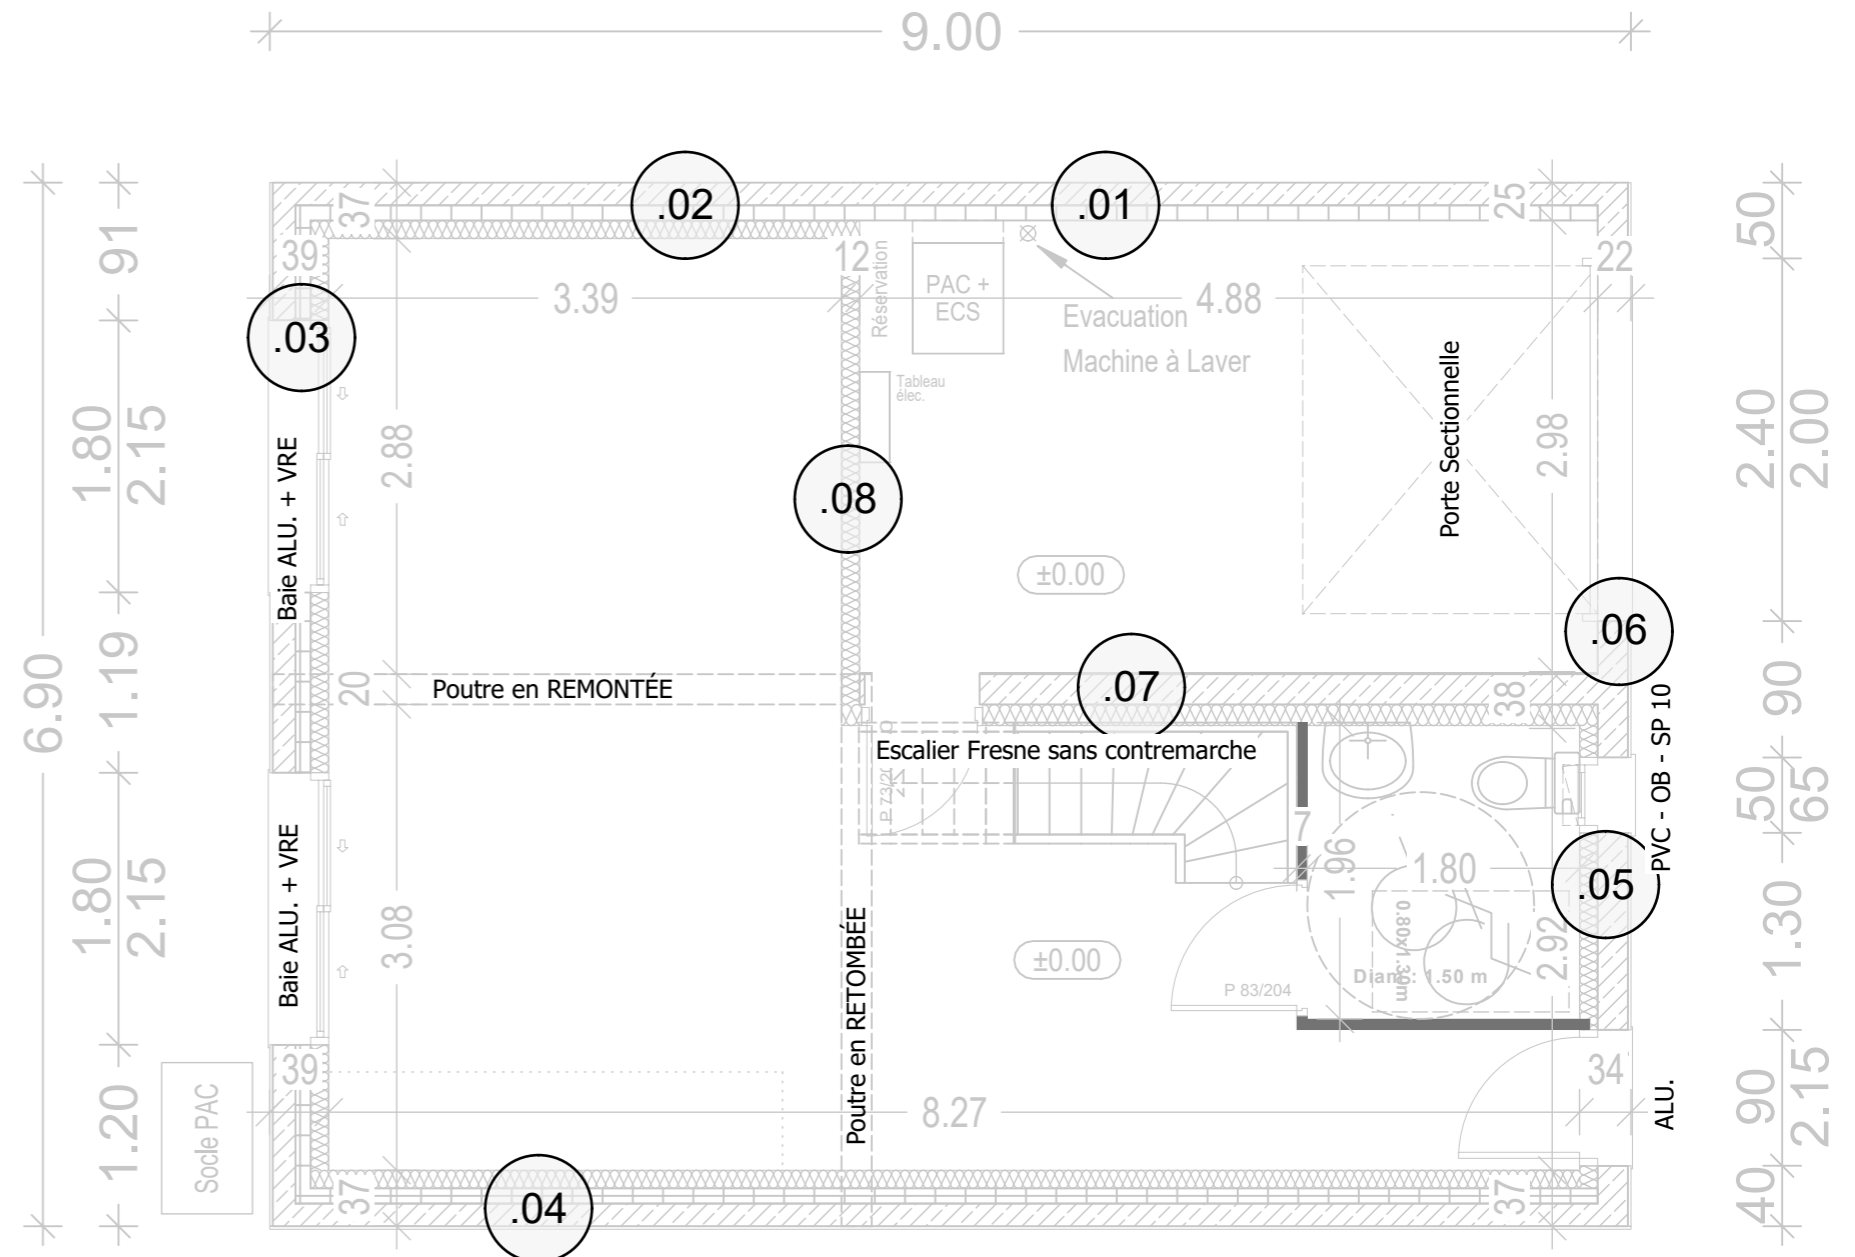 9.00
.02
.01
37
25
91
50
39
12
22
Réservation
PAC +
ECS
3.39
4.88
Evacuation
Machine à Laver
.03
Tableau
élec.
Porte Sectionnelle
2.88
2.98
1.80
2.15
2.40
2.00
Baie ALU. + VRE
.08
±0.00
.06
6.90
1.19
20
Poutre en REMONTÉE
.07
38
90
PVC - OB - SP 10
Escalier Fresne sans contremarche
7
50
65
1.96
1.80
.05
1.80
2.15
Baie ALU. + VRE
3.08
Poutre en RETOMBÉE
±0.00
0.80x1.30m
Diam : 1.50 m
2.92
1.30
P 83/204
39
34
Socle PAC
1.20
8.27
ALU.
90
2.15
37
.04
37
40